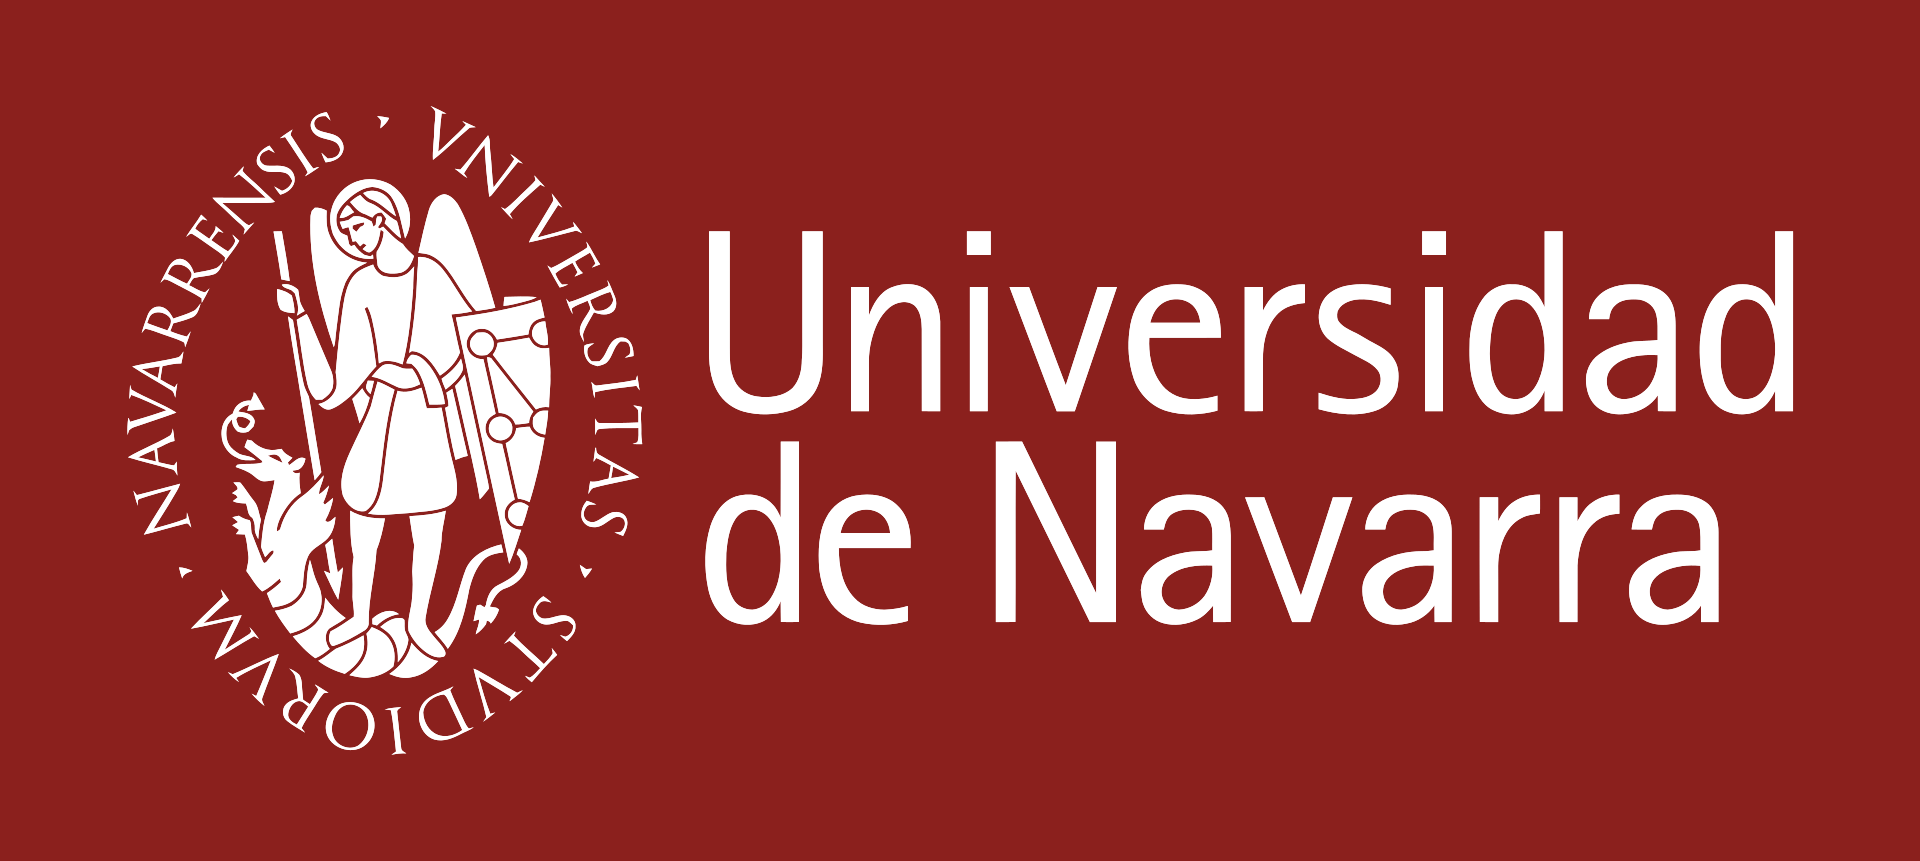 VNIVERSITAS · STVDIORVM · NAVARRENSIS ·
Universidad
de Navarra